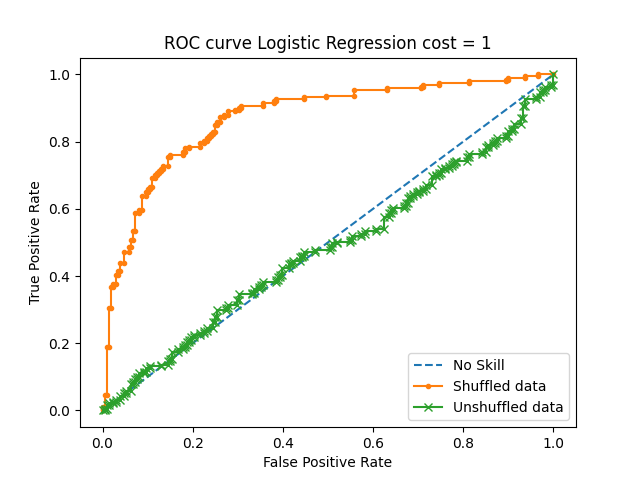 ROC curve Logistic Regression cost = 1
True Positive Rate
1.0
0.8
0.6
0.4
0.2
0.0
0.0 0.2 0.4 0.6 0.8 1.0
False Positive Rate
No Skill
Shuffled data
Unshuffled data